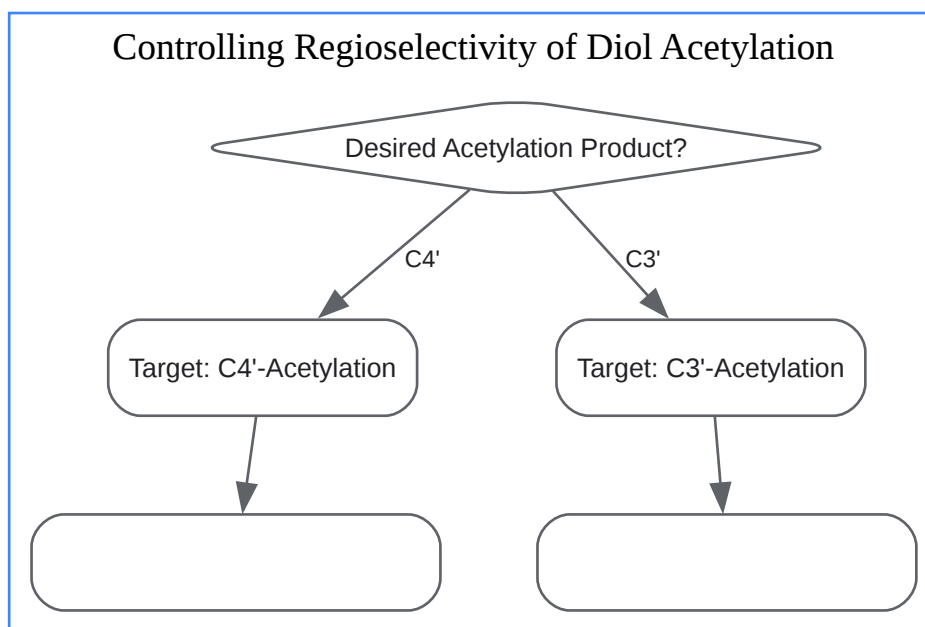 Controlling Regioselectivity of Diol Acetylation
Desired Acetylation Product?
C4'
C3'
Target: C4'-Acetylation
Target: C3'-Acetylation